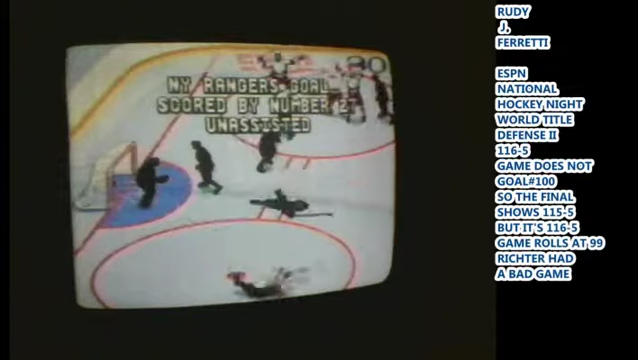 NY RANGERS GOAL
SCORED BY NUMBER 27
UNASSISTED
RUDY
J.
FERRETTI
ESPN
NATIONAL
HOCKEY NIGHT
WORLD TITLE
DEFENSE II
116-5
GAME DOES NOT
GOAL#100
SO THE FINAL
SHOWS 115-5
BUT IT'S 116-5
GAME ROLLS AT 99
RICHTER HAD
A BAD GAME